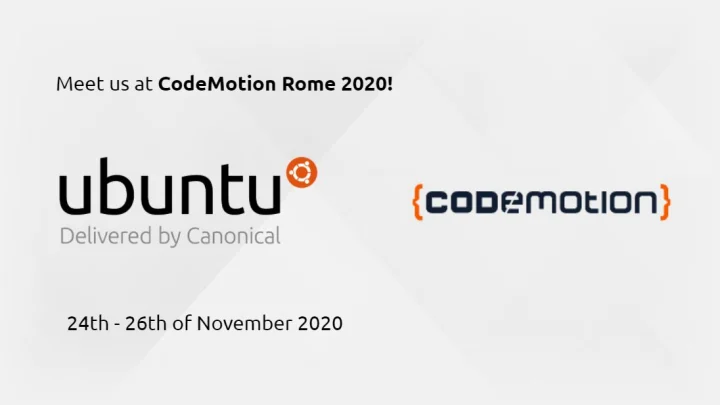 Meet us at CodeMotion Rome 2020!
ubuntu
Delivered by Canonical
{CODEMOTION}
24th - 26th of November 2020